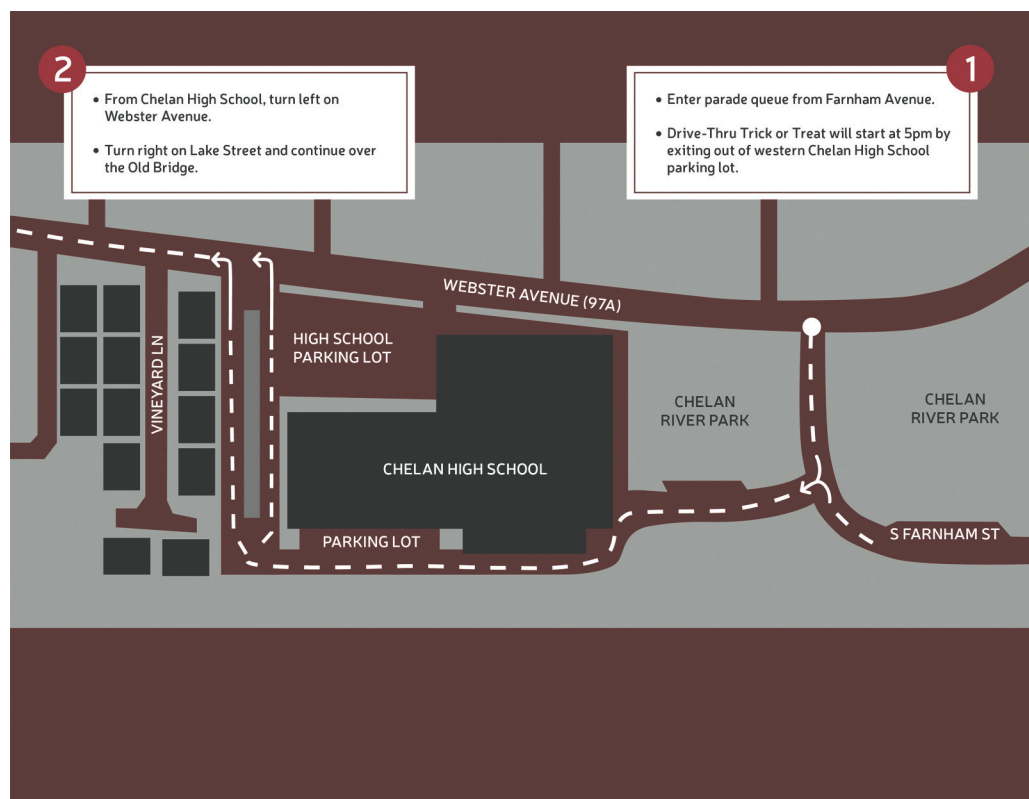 2
• From Chelan High School, turn left on
Webster Avenue.
• Turn right on Lake Street and continue over
the Old Bridge.
1
• Enter parade queue from Farnham Avenue.
• Drive-Thru Trick or Treat will start at 5pm by
exiting out of western Chelan High School
parking lot.
WEBSTER AVENUE (97A)
HIGH SCHOOL
PARKING LOT
VINEYARD LN
CHELAN
RIVER PARK
CHELAN
RIVER PARK
CHELAN HIGH SCHOOL
PARKING LOT
S FARNHAM ST